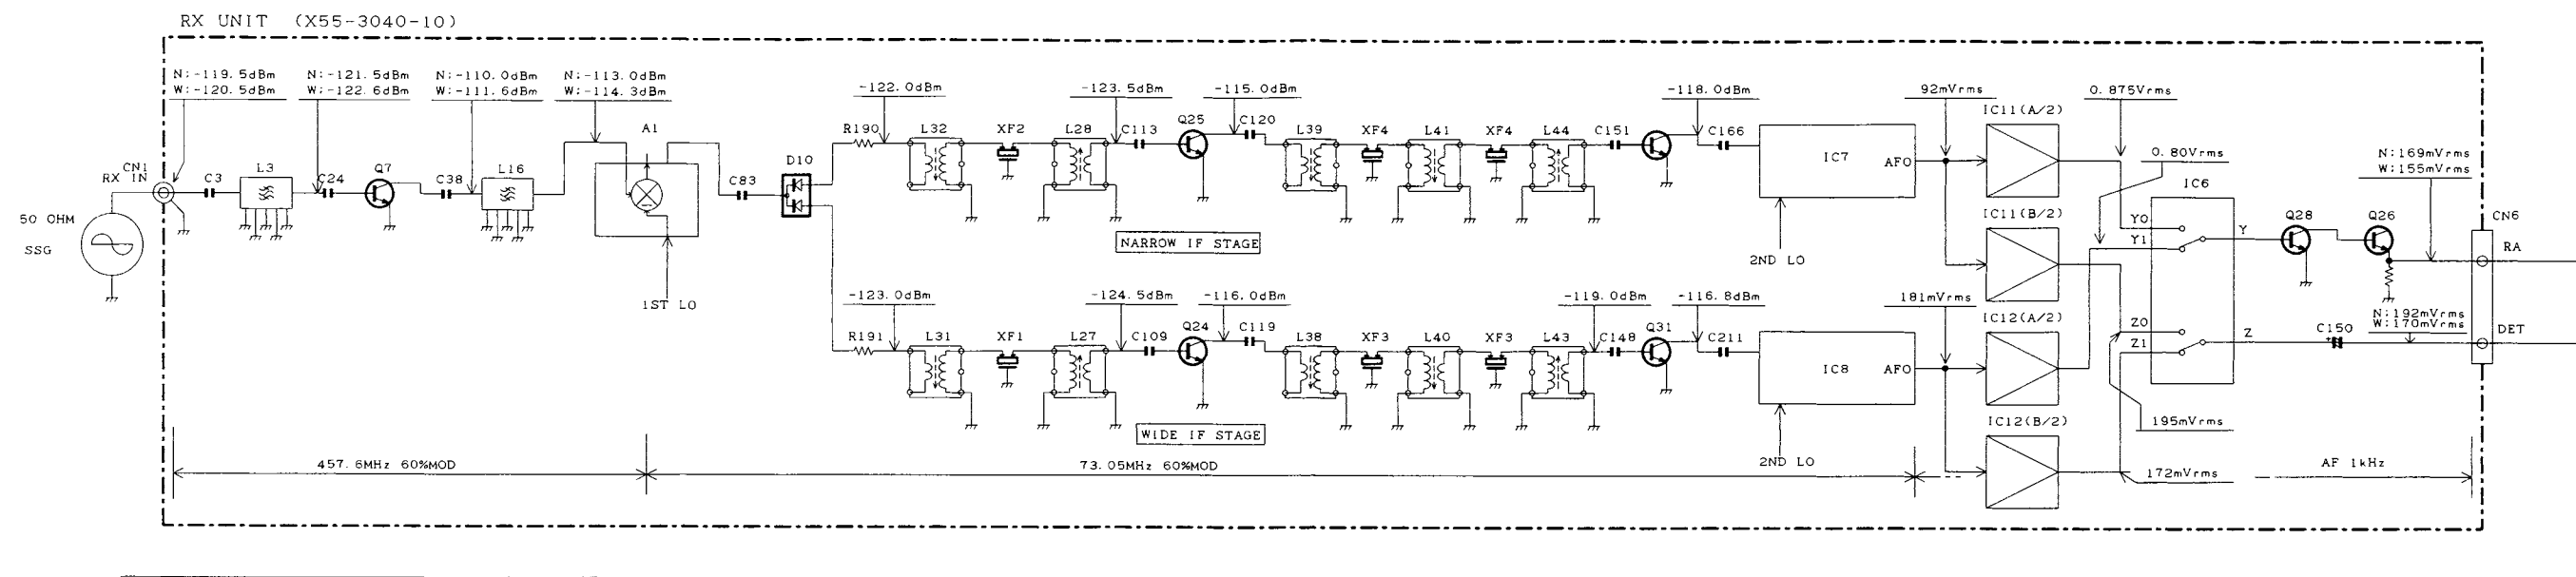 RX UNIT (X55-3040-10)
N:-119.5dBm
W:-120.5dBm
N:-121.5dBm
W:-122.6dBm
N:-110.0dBm
W:-111.6dBm
N:-113.0dBm
W:-114.3dBm
-122.0dBm
-123.5dBm
-115.0dBm
-118.0dBm
92mVrms
0.875Vrms
IC11(A/2)
A1
R190
L32
XF2
L28
C113
Q25
C120
L39
XF4
L41
XF4
L44
C151
C166
IC7
AFO
0.80Vrms
N:169mVrms
W:155mVrms
CN1
RX IN
C3
L3
C24
Q7
C38
L16
C83
D10
IC6
50 OHM
SSG
IC11(B/2)
Y0
Y1
Y
Q28
Q26
CN6
RA
NARROW IF STAGE
2ND LO
1ST LO
-123.0dBm
-124.5dBm
-116.0dBm
-119.0dBm
-116.8dBm
181mVrms
IC12(A/2)
R191
L31
XF1
L27
C109
Q24
C119
L38
XF3
L40
XF3
L43
C148
Q31
C211
IC8
AFO
Z0
Z1
Z
C150
+
N:192mVrms
W:170mVrms
DET
WIDE IF STAGE
195mVrms
IC12(B/2)
2ND LO
457.6MHz 60%MOD
73.05MHz 60%MOD
172mVrms
AF 1kHz